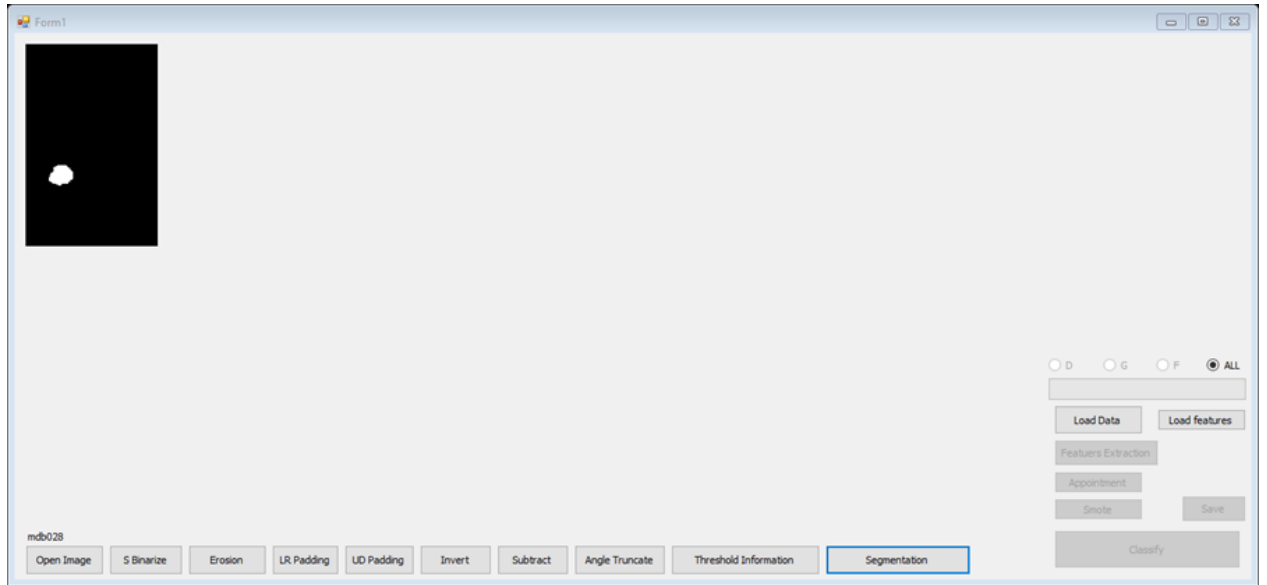 Form1
D G F ALL
Load Data Load features
Featuers Extraction
Appointment
Smote Save
Classify
mdb028
Open Image S Binarize Erosion LR Padding UD Padding Invert Subtract Angle Truncate Threshold Information Segmentation